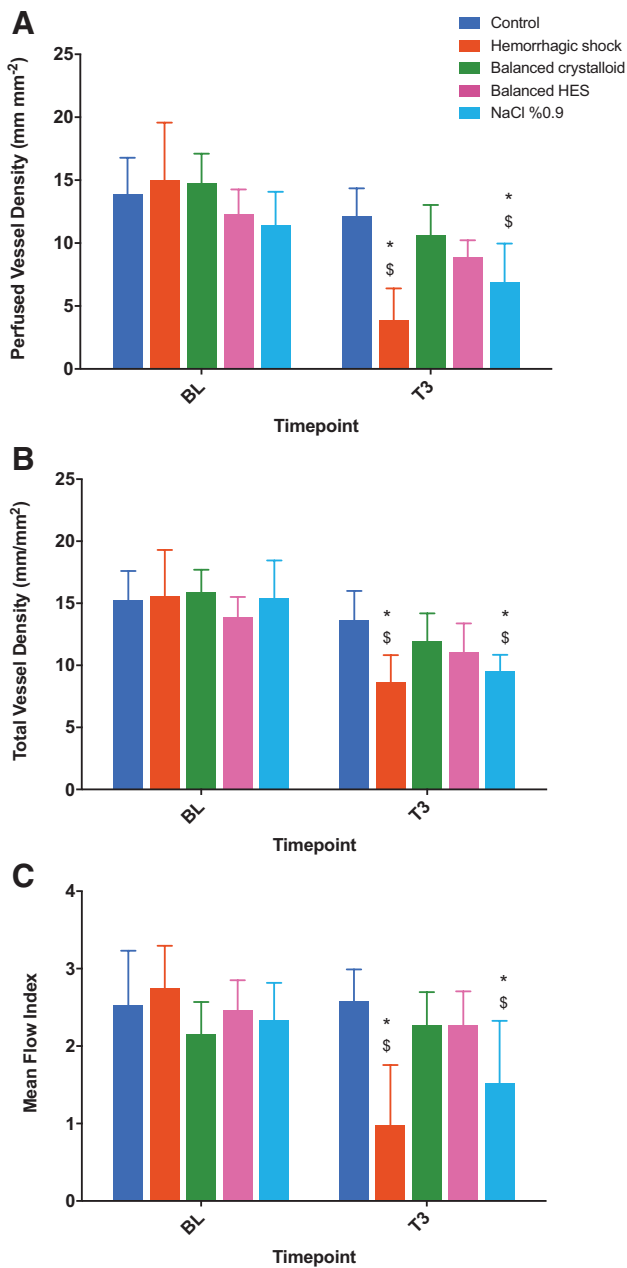 A
Control
Hemorrhagic shock
Balanced crystalloid
Balanced HES
NaCl %0.9
Perfused Vessel Density (mm mm-2)
25
20
15
10
5
0
* $
* $
BL
T3
Timepoint
B
Total Vessel Density (mm/mm²)
25
20
15
10
5
0
* $
* $
BL
T3
Timepoint
C
Mean Flow Index
4
3
2
1
0
* $
* $
BL
T3
Timepoint